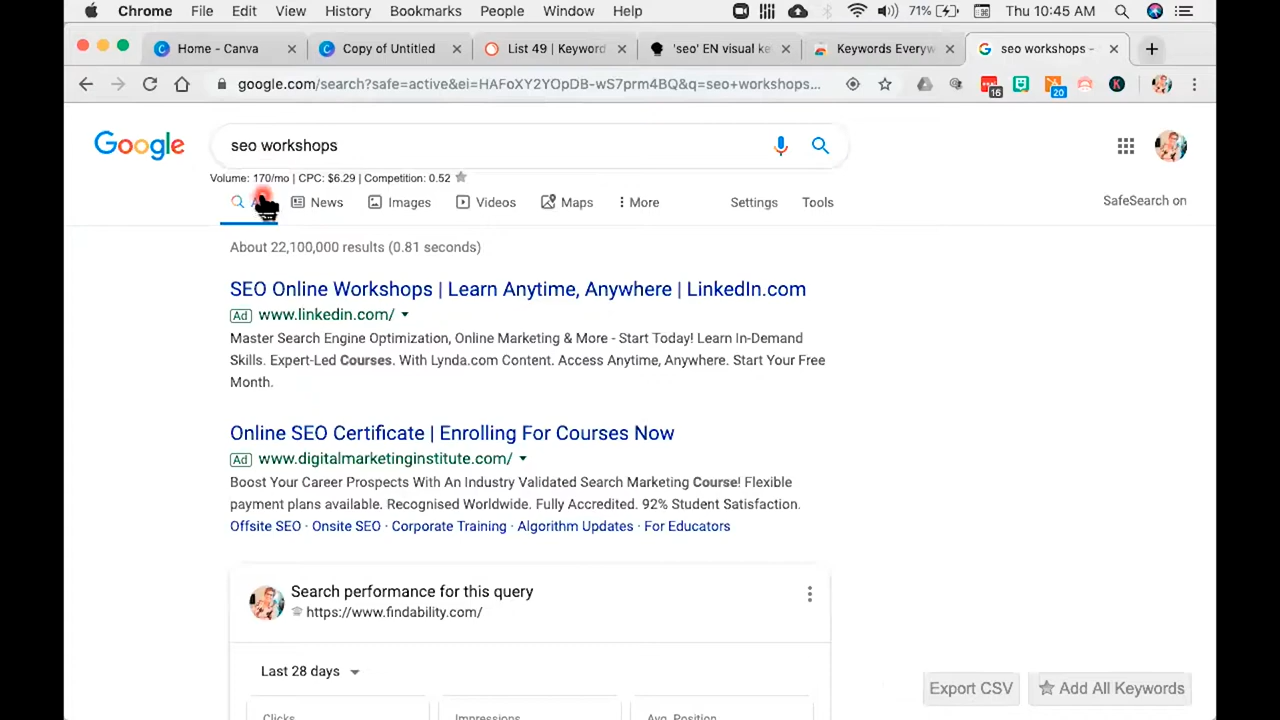 Chrome File Edit View History Bookmarks People Window Help 71% Thu 10:45 AM
Home - Canva
Copy of Untitled
List 49 | Keyword
'seo' EN visual ke
Keywords Everyw
seo workshops -
google.com/search?safe=active&ei=HAFoXY2YOpDB-wS7prm4BQ&q=seo+workshops...
16
20
K
Google
seo workshops
Volume: 170/mo | CPC: $6.29 | Competition: 0.52
News Images Videos Maps More Settings Tools
SafeSearch on
About 22,100,000 results (0.81 seconds)
SEO Online Workshops | Learn Anytime, Anywhere | LinkedIn.com
Ad www.linkedin.com/
Master Search Engine Optimization, Online Marketing & More - Start Today! Learn In-Demand
Skills. Expert-Led Courses. With Lynda.com Content. Access Anytime, Anywhere. Start Your Free
Month.
Online SEO Certificate | Enrolling For Courses Now
Ad www.digitalmarketinginstitute.com/
Boost Your Career Prospects With An Industry Validated Search Marketing Course! Flexible
payment plans available. Recognised Worldwide. Fully Accredited. 92% Student Satisfaction.
Offsite SEO · Onsite SEO · Corporate Training · Algorithm Updates · For Educators
Search performance for this query
https://www.findability.com/
Last 28 days
Export CSV
Add All Keywords
Clicks
Impressions
Avg. Position